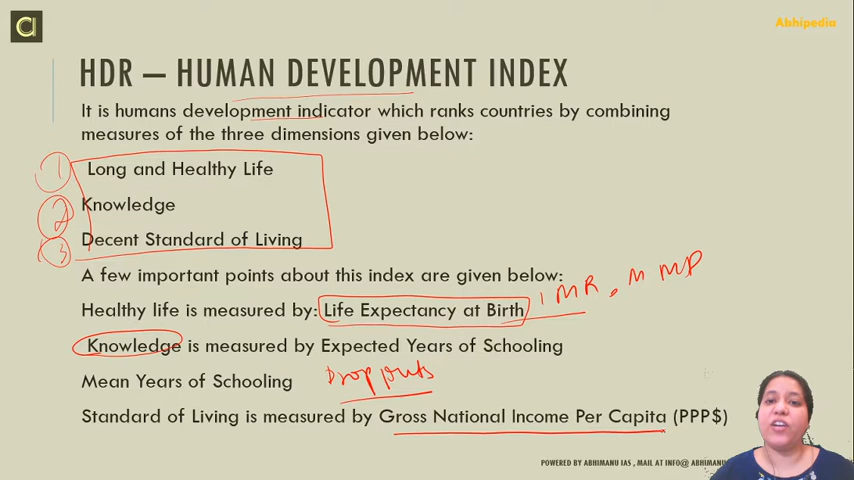 a
Abhipedia
HDR – HUMAN DEVELOPMENT INDEX
It is humans development indicator which ranks countries by combining
measures of the three dimensions given below:
1 Long and Healthy Life
2 Knowledge
3 Decent Standard of Living
A few important points about this index are given below:
Healthy life is measured by: Life Expectancy at Birth IMR, MMR
Knowledge is measured by Expected Years of Schooling
Mean Years of Schooling Dropouts
Standard of Living is measured by Gross National Income Per Capita (PPP$)
POWERED BY ABHIMANU IAS , MAIL AT INFO@ ABHIMANU